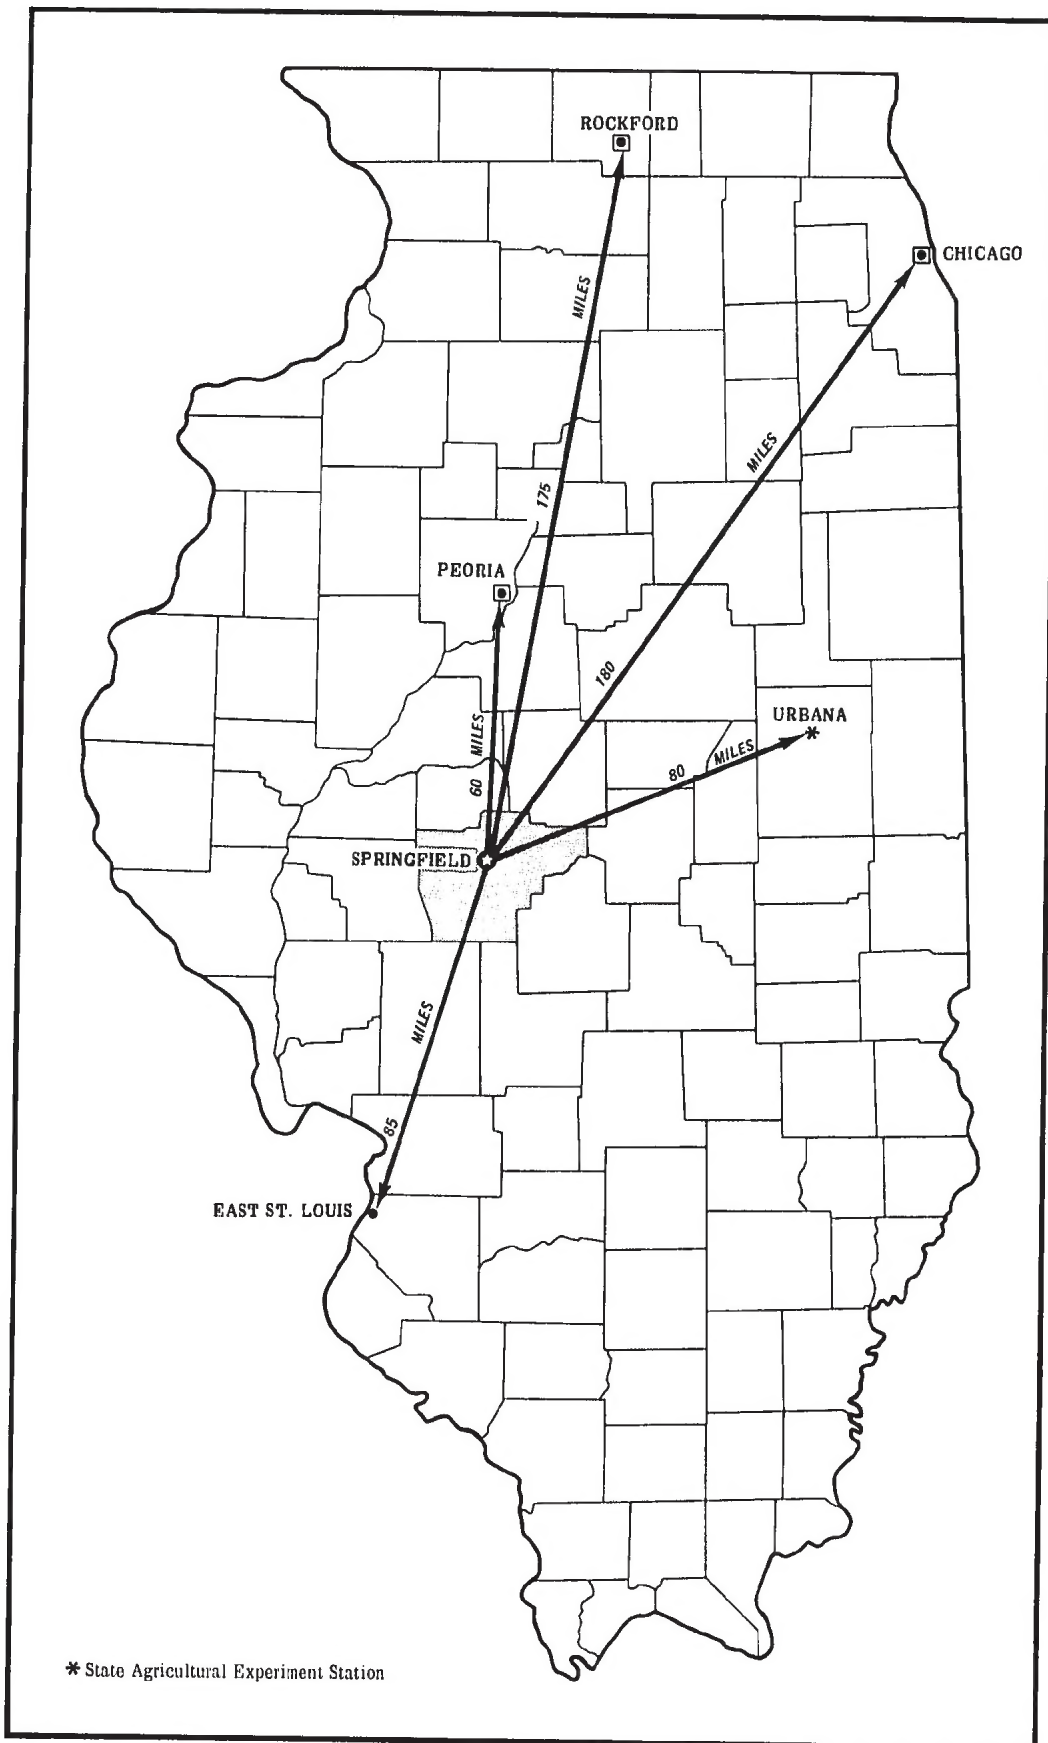 ROCKFORD
CHICAGO
MILES
MILES
175
PEORIA
180
URBANA
MILES
MILES
80
60
SPRINGFIELD
MILES
85
EAST ST. LOUIS
* State Agricultural Experiment Station